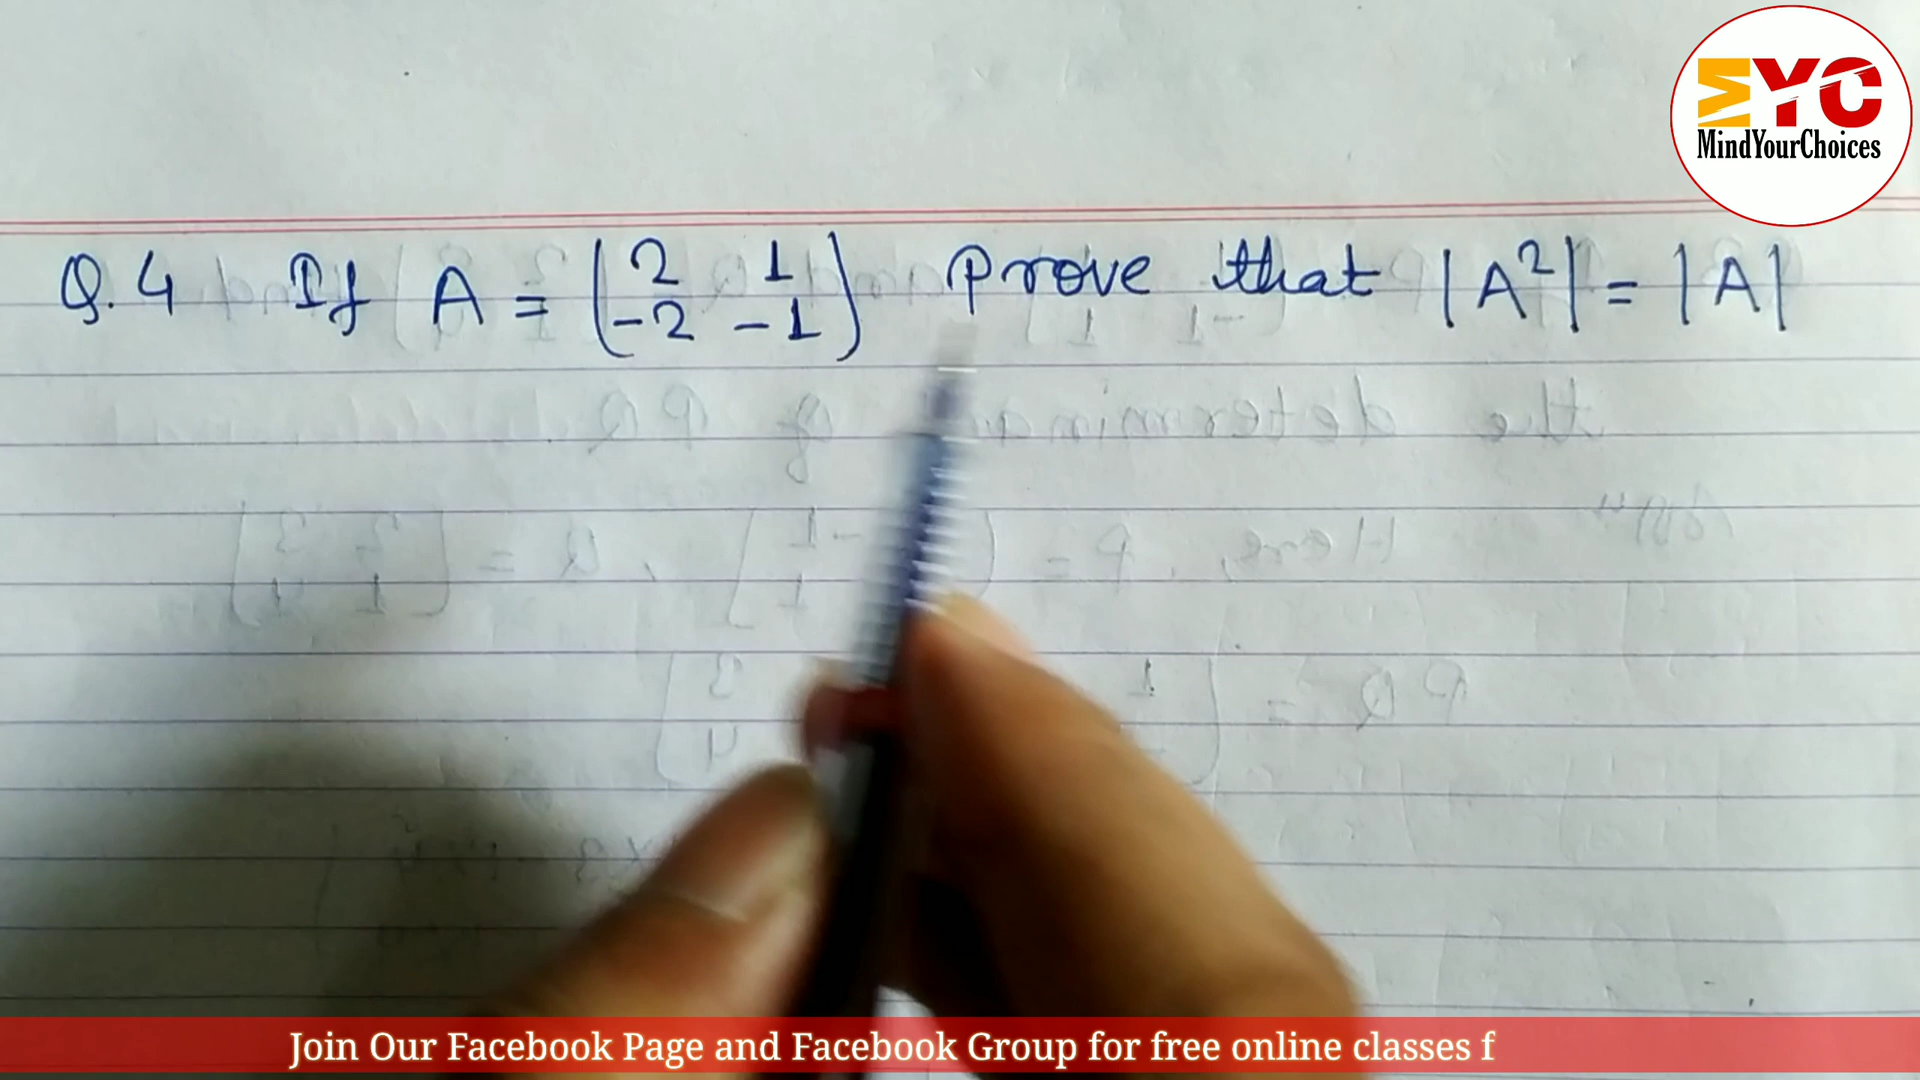 MYC
MindYourChoices
Q.4 If A = (2 1 -2 -1) Prove that |A²| = |A|
Join Our Facebook Page and Facebook Group for free online classes f